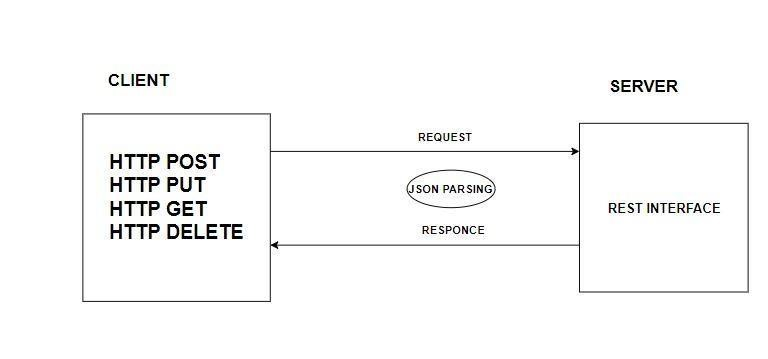 CLIENT
SERVER
HTTP POST
HTTP PUT
HTTP GET
HTTP DELETE
REQUEST
JSON PARSING
RESPONCE
REST INTERFACE